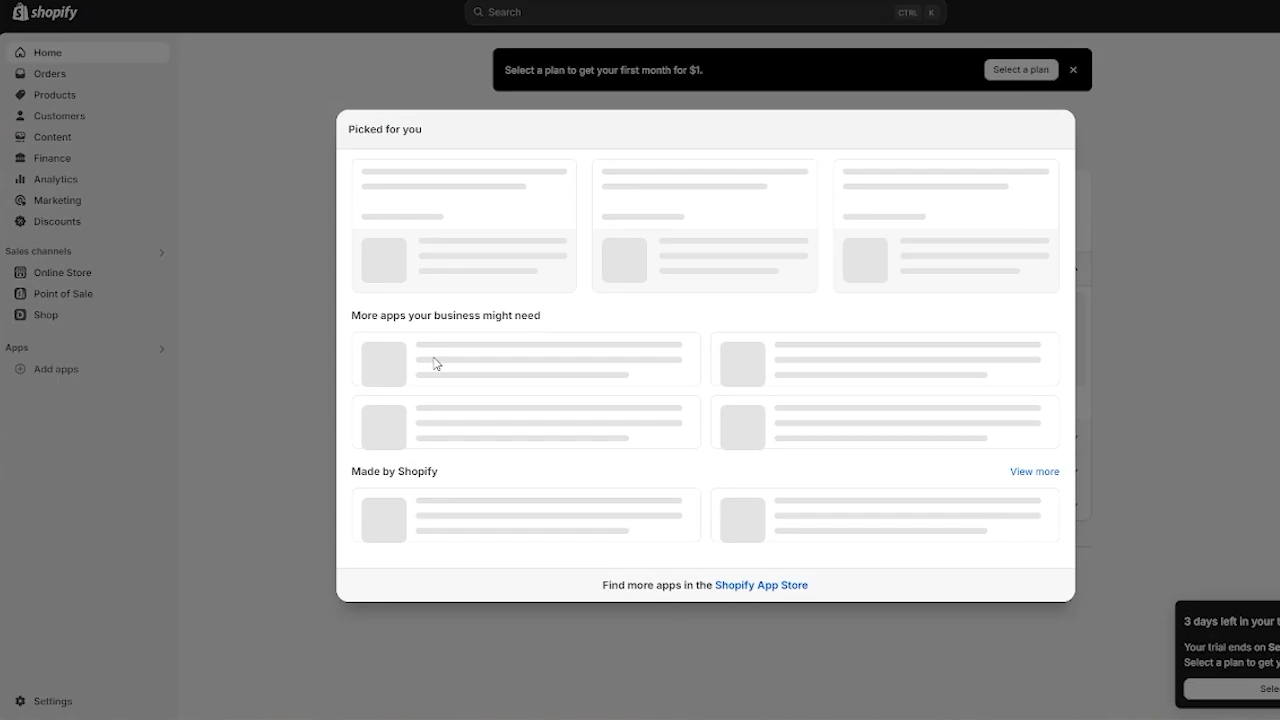 shopify
Search
CTRL K
Home
Orders
Products
Customers
Content
Finance
Analytics
Marketing
Discounts
Sales channels
Online Store
Point of Sale
Shop
Apps
Add apps
Settings
Select a plan to get your first month for $1.
Select a plan
Picked for you
More apps your business might need
Made by Shopify
View more
Find more apps in the Shopify App Store
3 days left in your
Your trial ends on
Select a plan to get